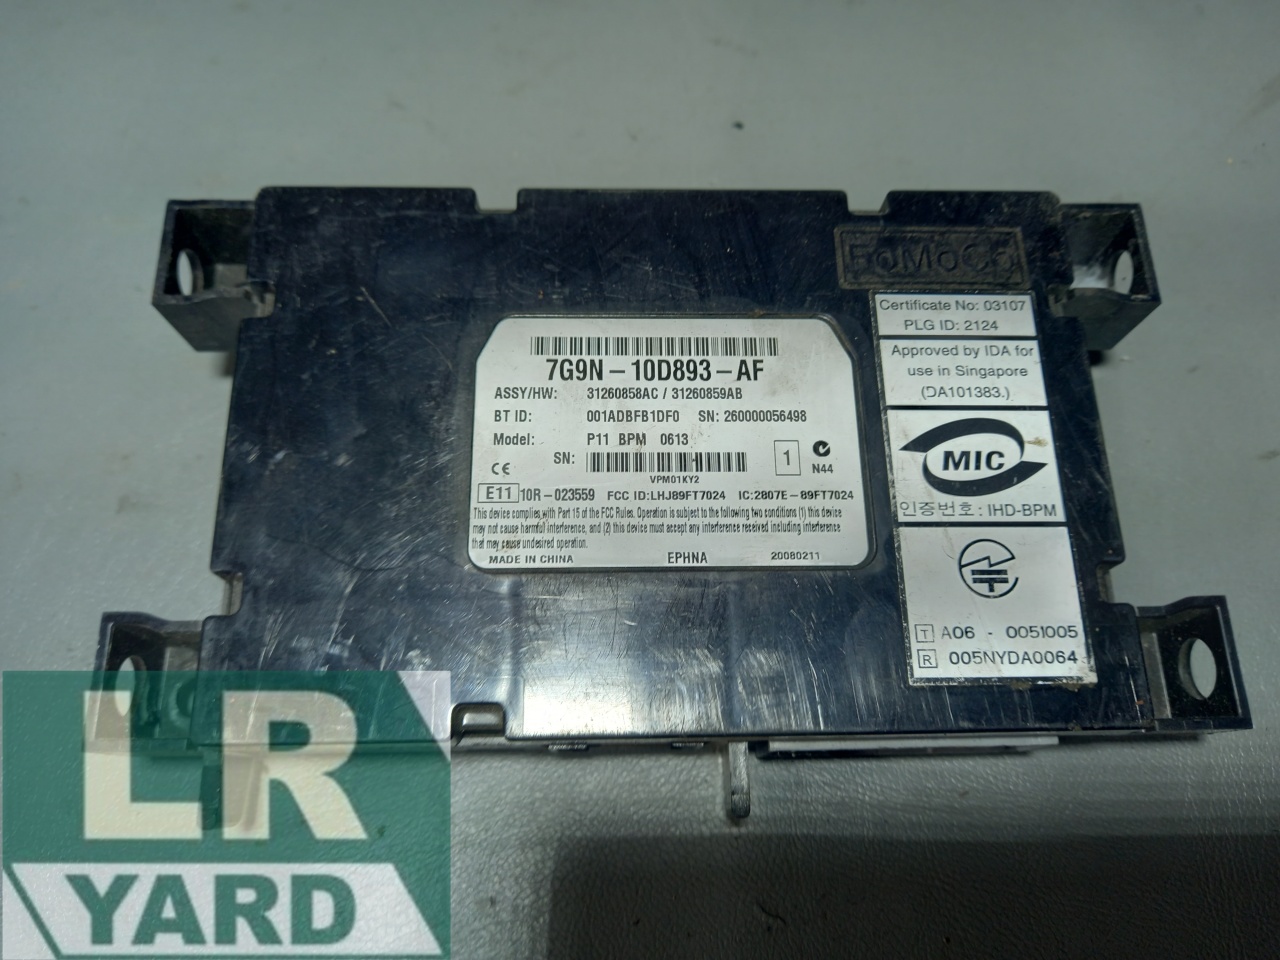 FoMoCo
Certificate No: 03107
PLG ID: 2124
Approved by IDA for
use in Singapore
(DA101383.)
MIC
인증번호: IHD-BPM
T A06 - 0051005
R 005NYDA0064
7G9N-10D893-AF
ASSY/HW: 31260858AC / 31260859AB
BT ID: 001ADBFB1DF0 SN: 260000056498
Model: P11 BPM 0613
SN:
VPM01KY2
1
N44
CE
E11 10R-023559 FCC ID:LHJ89FT7024 IC:2807E-89FT7024
This device complies with Part 15 of the FCC Rules. Operation is subject to the following two conditions (1) this device
may not cause harmful interference, and (2) this device must accept any interference received including interference
that may cause undesired operation.
MADE IN CHINA EPHNA 20080211
LR
YARD